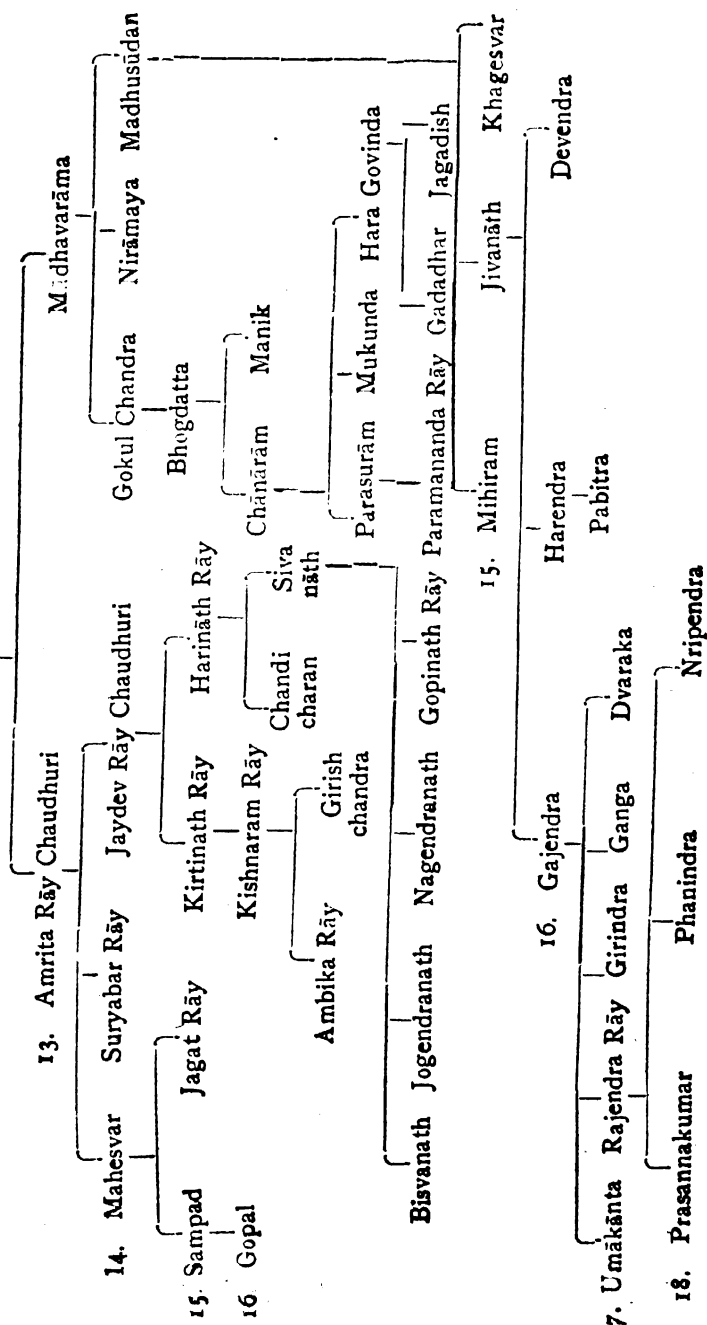 13. Amrita Rāy Chaudhuri Mādhavarāma
14. Mahesvar Suryabar Rāy Jaydev Rāy Chaudhuri Gokul Chandra Nirāmaya Madhusūdan
Bhogdatta
15. Sampad Jagat Rāy Kirtinath Rāy Harināth Rāy
Chānārām Manik
16 Gopal Kishnaram Rāy Chandi Siva
charan nāth
Ambika Rāy Girish
chandra
Parasurām Mukunda Hara Govinda
Bisvanath Jogendranath Nagendranath Gopinath Rāy Paramananda Rāy Gadadhar Jagadish
15. Mihiram Jivanāth Khagesvar
16. Gajendra Harendra Devendra
Pabitra
7. Umākānta Rajendra Rāy Girindra Ganga Dvaraka
18. Prasannakumar Phanindra Nripendra